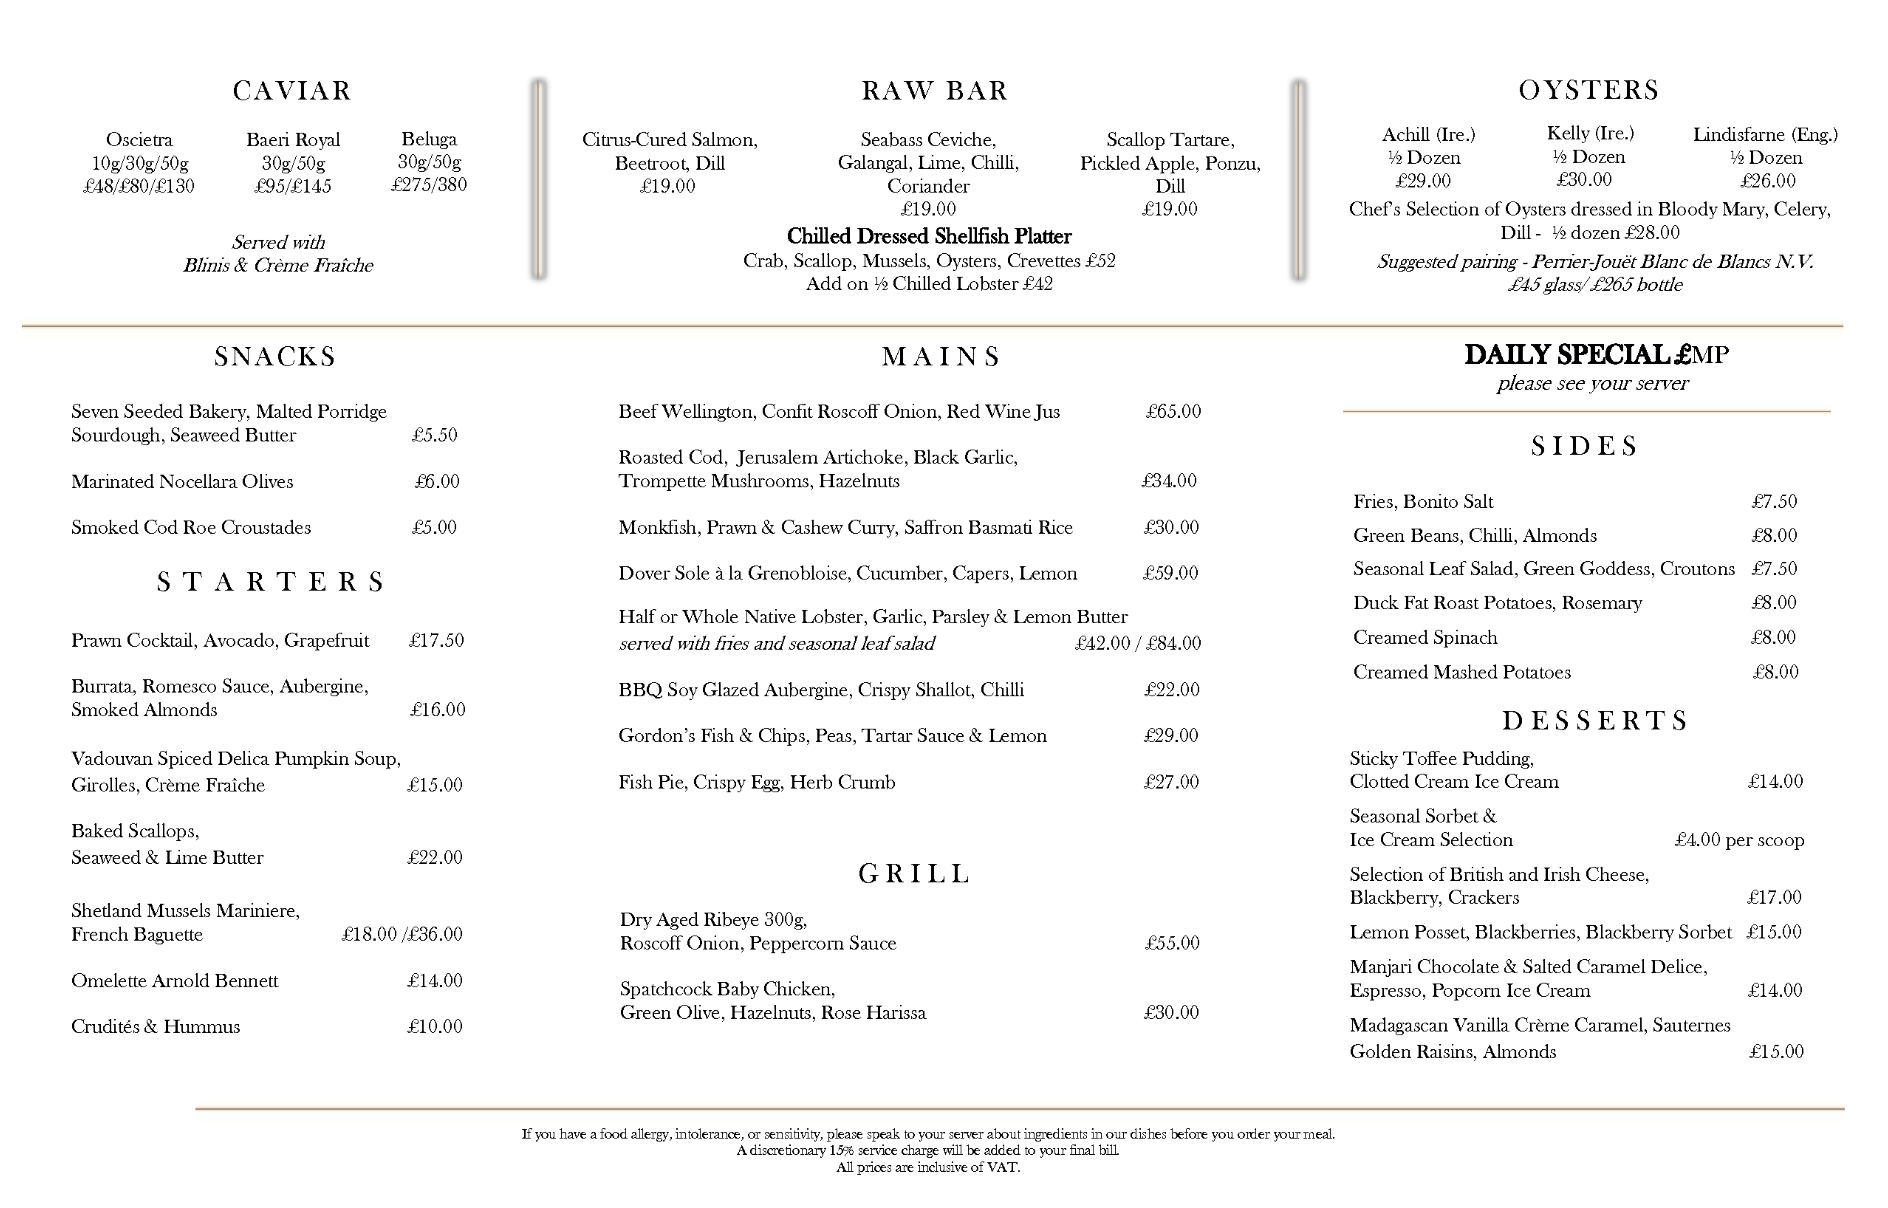 CAVIAR
Oscietra
10g/30g/50g
£48/£80/£130
Baeri Royal
30g/50g
£95/£145
Beluga
30g/50g
£275/380
Served with
Blinis & Crème Fraîche
RAW BAR
Citrus-Cured Salmon,
Beetroot, Dill
£19.00
Seabass Ceviche,
Galangal, Lime, Chilli,
Coriander
£19.00
Scallop Tartare,
Pickled Apple, Ponzu,
Dill
£19.00
Chilled Dressed Shellfish Platter
Crab, Scallop, Mussels, Oysters, Crevettes £52
Add on ½ Chilled Lobster £42
OYSTERS
Achill (Ire.)
½ Dozen
£29.00
Kelly (Ire.)
½ Dozen
£30.00
Lindisfarne (Eng.)
½ Dozen
£26.00
Chef's Selection of Oysters dressed in Bloody Mary, Celery,
Dill - ½ dozen £28.00
Suggested pairing - Perrier-Jouët Blanc de Blancs N.V.
£45 glass/ £265 bottle
SNACKS
Seven Seeded Bakery, Malted Porridge
Sourdough, Seaweed Butter £5.50
Marinated Nocellara Olives £6.00
Smoked Cod Roe Croustades £5.00
STARTERS
Prawn Cocktail, Avocado, Grapefruit £17.50
Burrata, Romesco Sauce, Aubergine,
Smoked Almonds £16.00
Vadouvan Spiced Delica Pumpkin Soup,
Girolles, Crème Fraîche £15.00
Baked Scallops,
Seaweed & Lime Butter £22.00
Shetland Mussels Mariniere,
French Baguette £18.00 /£36.00
Omelette Arnold Bennett £14.00
Crudités & Hummus £10.00
MAINS
Beef Wellington, Confit Roscoff Onion, Red Wine Jus £65.00
Roasted Cod, Jerusalem Artichoke, Black Garlic,
Trompette Mushrooms, Hazelnuts £34.00
Monkfish, Prawn & Cashew Curry, Saffron Basmati Rice £30.00
Dover Sole à la Grenobloise, Cucumber, Capers, Lemon £59.00
Half or Whole Native Lobster, Garlic, Parsley & Lemon Butter
served with fries and seasonal leaf salad £42.00 / £84.00
BBQ Soy Glazed Aubergine, Crispy Shallot, Chilli £22.00
Gordon's Fish & Chips, Peas, Tartar Sauce & Lemon £29.00
Fish Pie, Crispy Egg, Herb Crumb £27.00
GRILL
Dry Aged Ribeye 300g,
Roscoff Onion, Peppercorn Sauce £55.00
Spatchcock Baby Chicken,
Green Olive, Hazelnuts, Rose Harissa £30.00
DAILY SPECIAL £MP
please see your server
SIDES
Fries, Bonito Salt £7.50
Green Beans, Chilli, Almonds £8.00
Seasonal Leaf Salad, Green Goddess, Croutons £7.50
Duck Fat Roast Potatoes, Rosemary £8.00
Creamed Spinach £8.00
Creamed Mashed Potatoes £8.00
DESSERTS
Sticky Toffee Pudding,
Clotted Cream Ice Cream £14.00
Seasonal Sorbet &
Ice Cream Selection £4.00 per scoop
Selection of British and Irish Cheese,
Blackberry, Crackers £17.00
Lemon Posset, Blackberries, Blackberry Sorbet £15.00
Manjari Chocolate & Salted Caramel Delice,
Espresso, Popcorn Ice Cream £14.00
Madagascan Vanilla Crème Caramel, Sauternes
Golden Raisins, Almonds £15.00
If you have a food allergy, intolerance, or sensitivity, please speak to your server about ingredients in our dishes before you order your meal.
A discretionary 15% service charge will be added to your final bill.
All prices are inclusive of VAT.